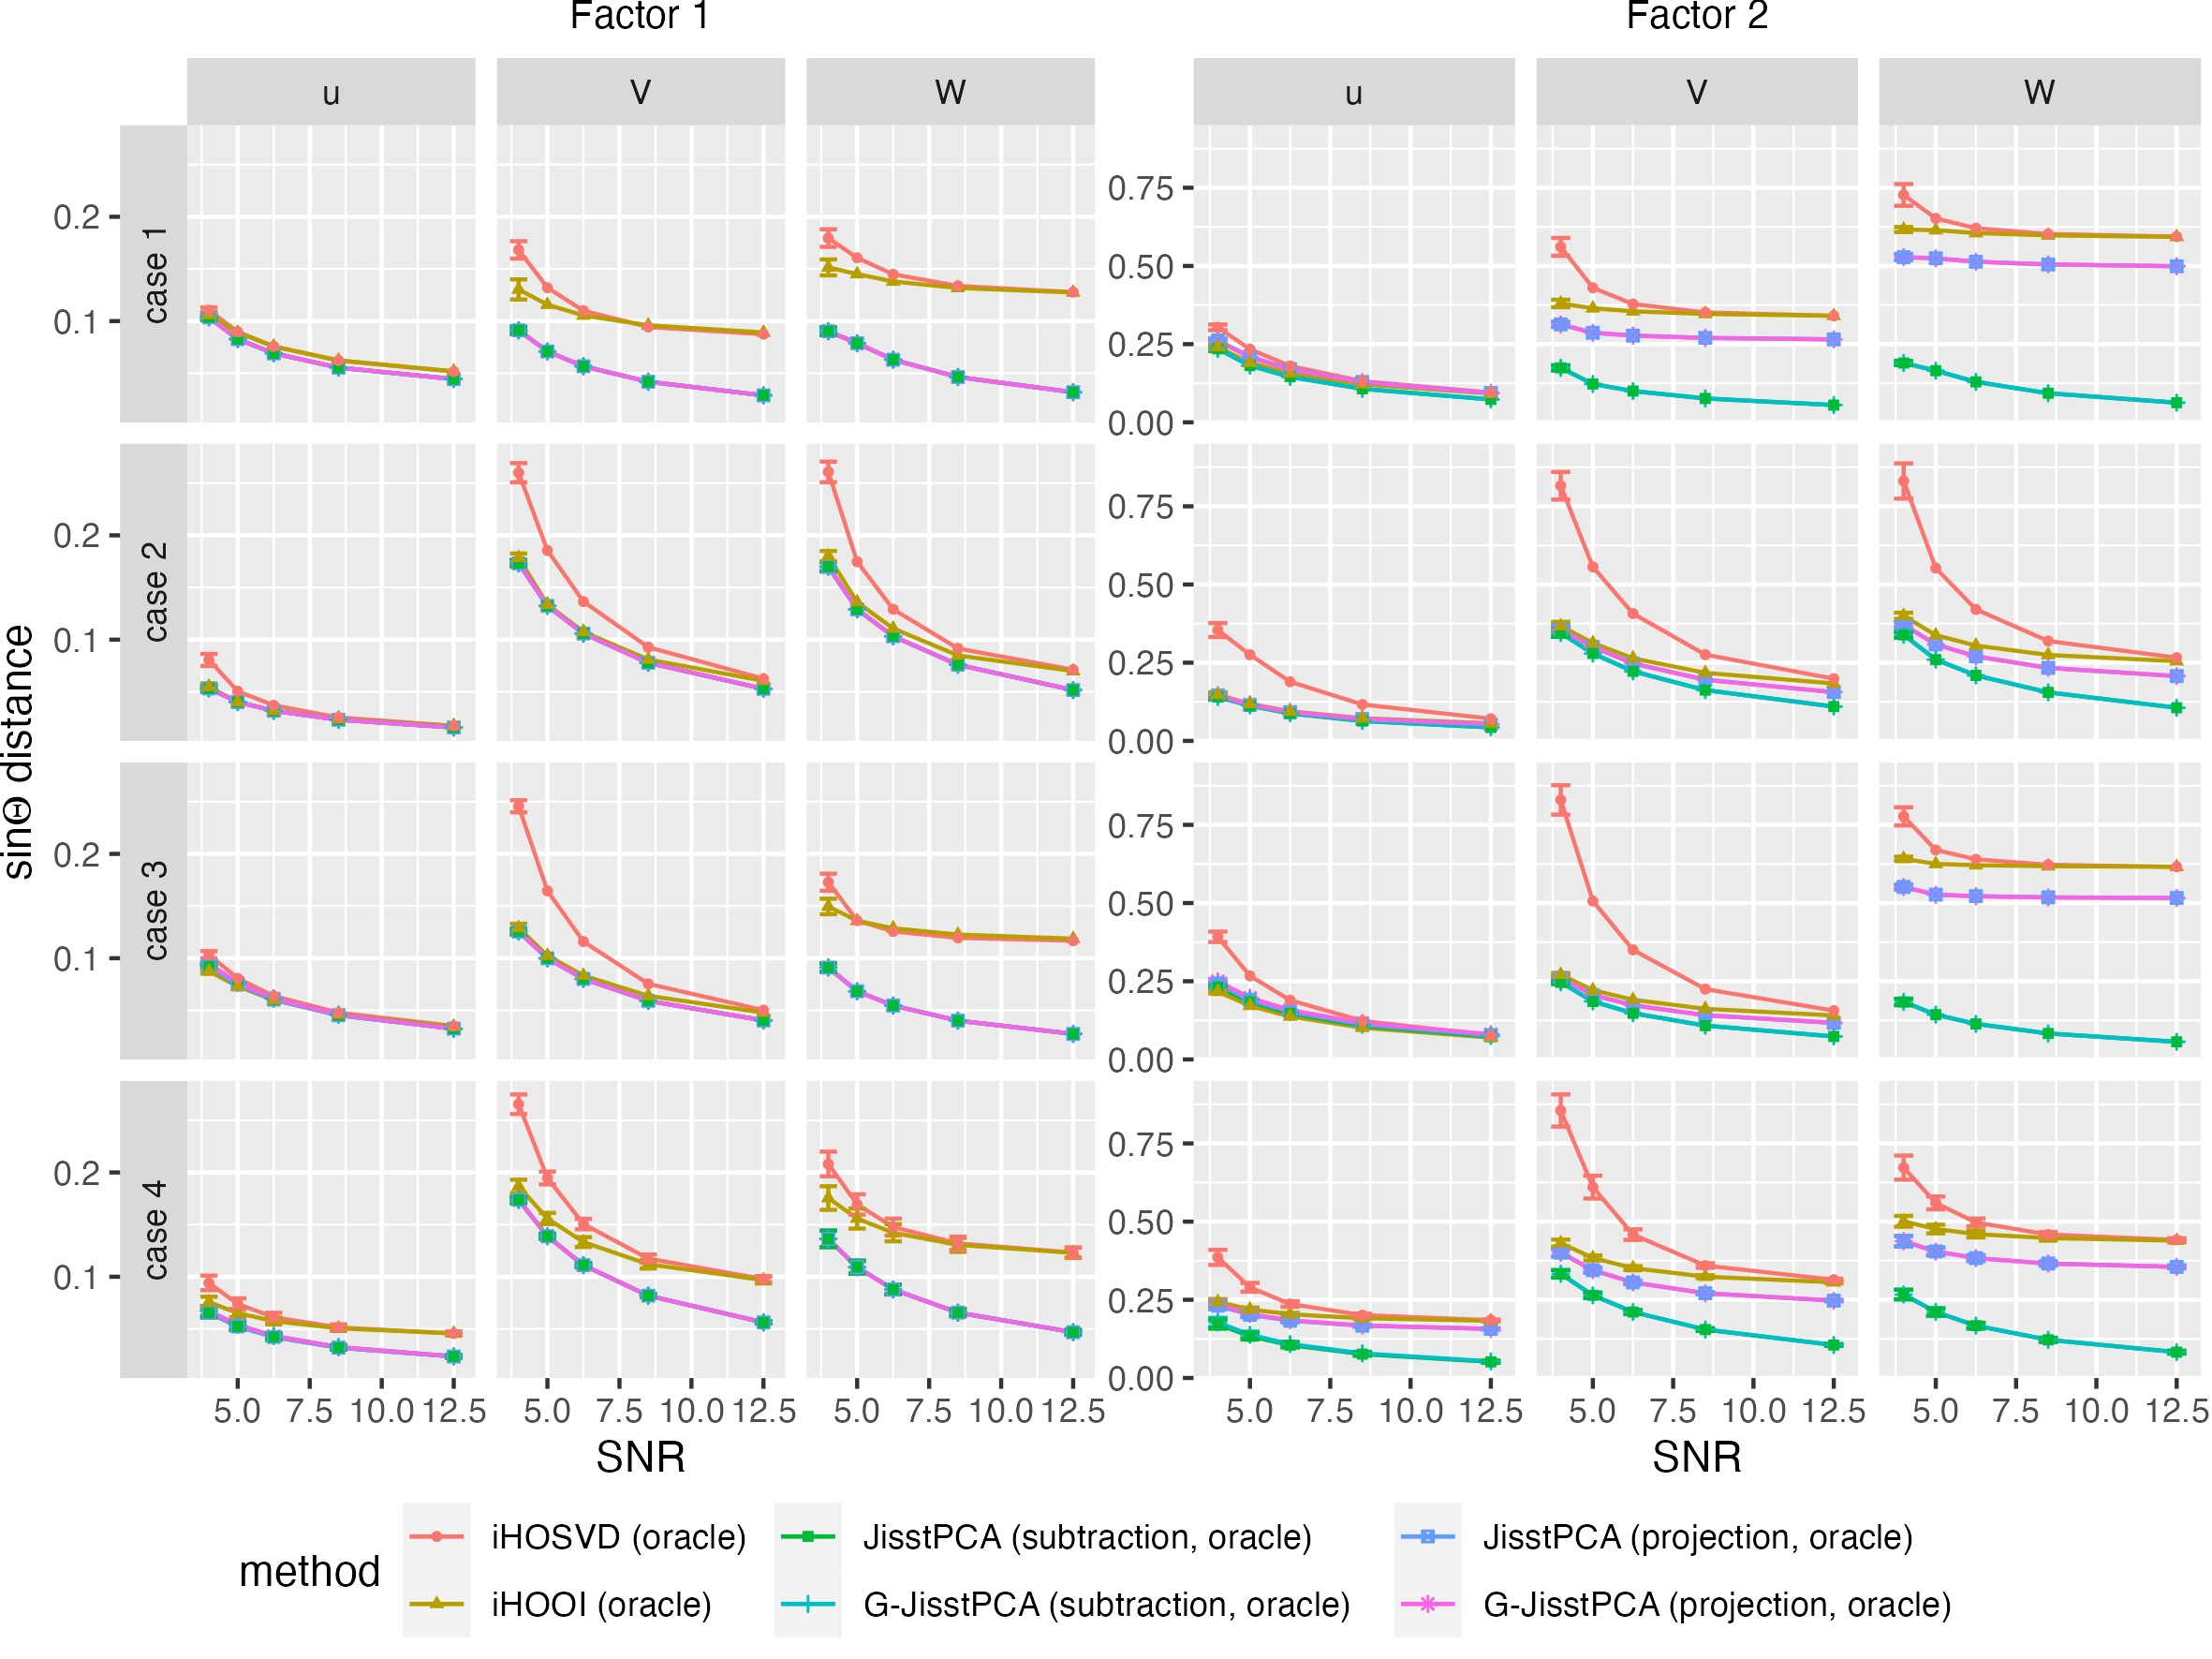 Factor 1
Factor 2
u
V
W
u
V
W
case 1
case 2
case 3
case 4
sinΘ distance
0.2
0.1
0.2
0.1
0.2
0.1
0.2
0.1
0.75
0.50
0.25
0.00
0.75
0.50
0.25
0.00
0.75
0.50
0.25
0.00
0.75
0.50
0.25
0.00
5.0 7.5 10.0 12.5
5.0 7.5 10.0 12.5
5.0 7.5 10.0 12.5
5.0 7.5 10.0 12.5
5.0 7.5 10.0 12.5
5.0 7.5 10.0 12.5
SNR
SNR
method
iHOSVD (oracle)
iHOOI (oracle)
JisstPCA (subtraction, oracle)
G-JisstPCA (subtraction, oracle)
JisstPCA (projection, oracle)
G-JisstPCA (projection, oracle)